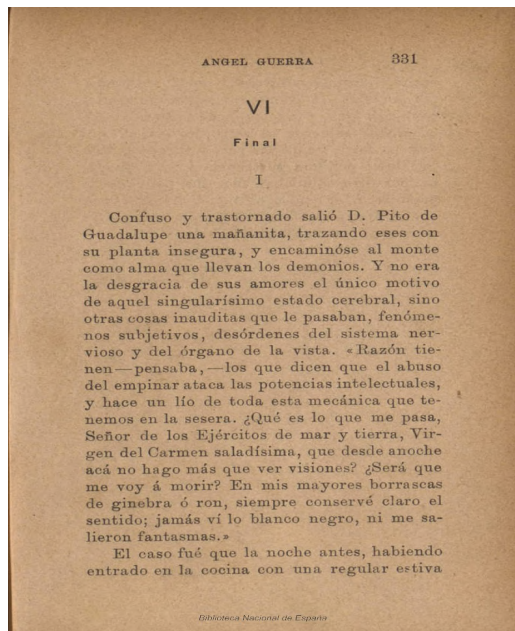 ANGEL GUERRA 331
VI
Final
I
Confuso y trastornado salió D. Pito de
Guadalupe una mañanita, trazando eses con
su planta insegura, y encaminóse al monte
como alma que llevan los demonios. Y no era
la desgracia de sus amores el único motivo
de aquel singularísimo estado cerebral, sino
otras cosas inauditas que le pasaban, fenóme-
nos subjetivos, desórdenes del sistema ner-
vioso y del órgano de la vista. «Razón tie-
nen—pensaba,—los que dicen que el abuso
del empinar ataca las potencias intelectuales,
y hace un lío de toda esta mecánica que te-
nemos en la sesera. ¿Qué es lo que me pasa,
Señor de los Ejércitos de mar y tierra, Vir-
gen del Carmen saladísima, que desde anoche
acá no hago más que ver visiones? ¿Será que
me voy á morir? En mis mayores borrascas
de ginebra ó ron, siempre conservé claro el
sentido; jamás ví lo blanco negro, ni me sa-
lieron fantasmas.»
El caso fué que la noche antes, habiendo
entrado en la cocina con una regular estiva
Biblioteca Nacional de España